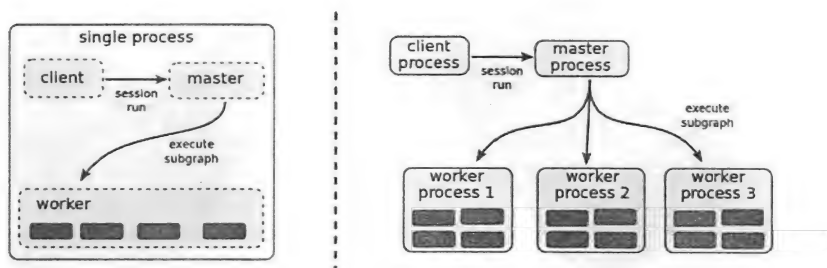 single process
client
master
session
run
execute
subgraph
worker
client
process
master
process
session
run
execute
subgraph
worker
process 1
worker
process 2
worker
process 3